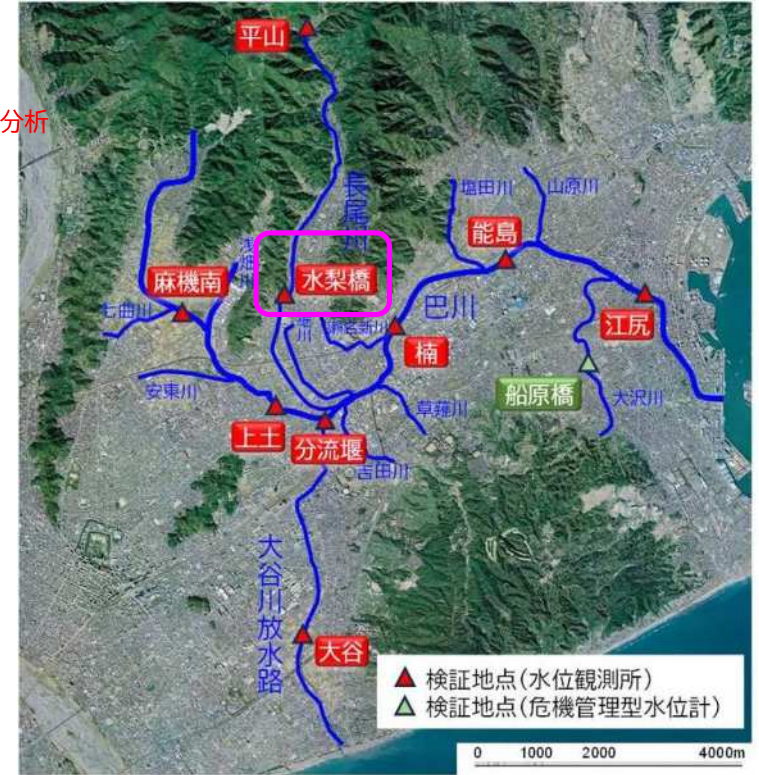 平山
分析
長尾川
塩田川
山原川
能島
浅畑川
麻機南
水梨橋
七曲川
巴川
江尻
楠
安東川
船原橋
大沢川
草薙川
上土
分流堰
吉田川
大谷川放水路
大谷
検証地点(水位観測所)
検証地点(危機管理型水位計)
0 1000 2000 4000m